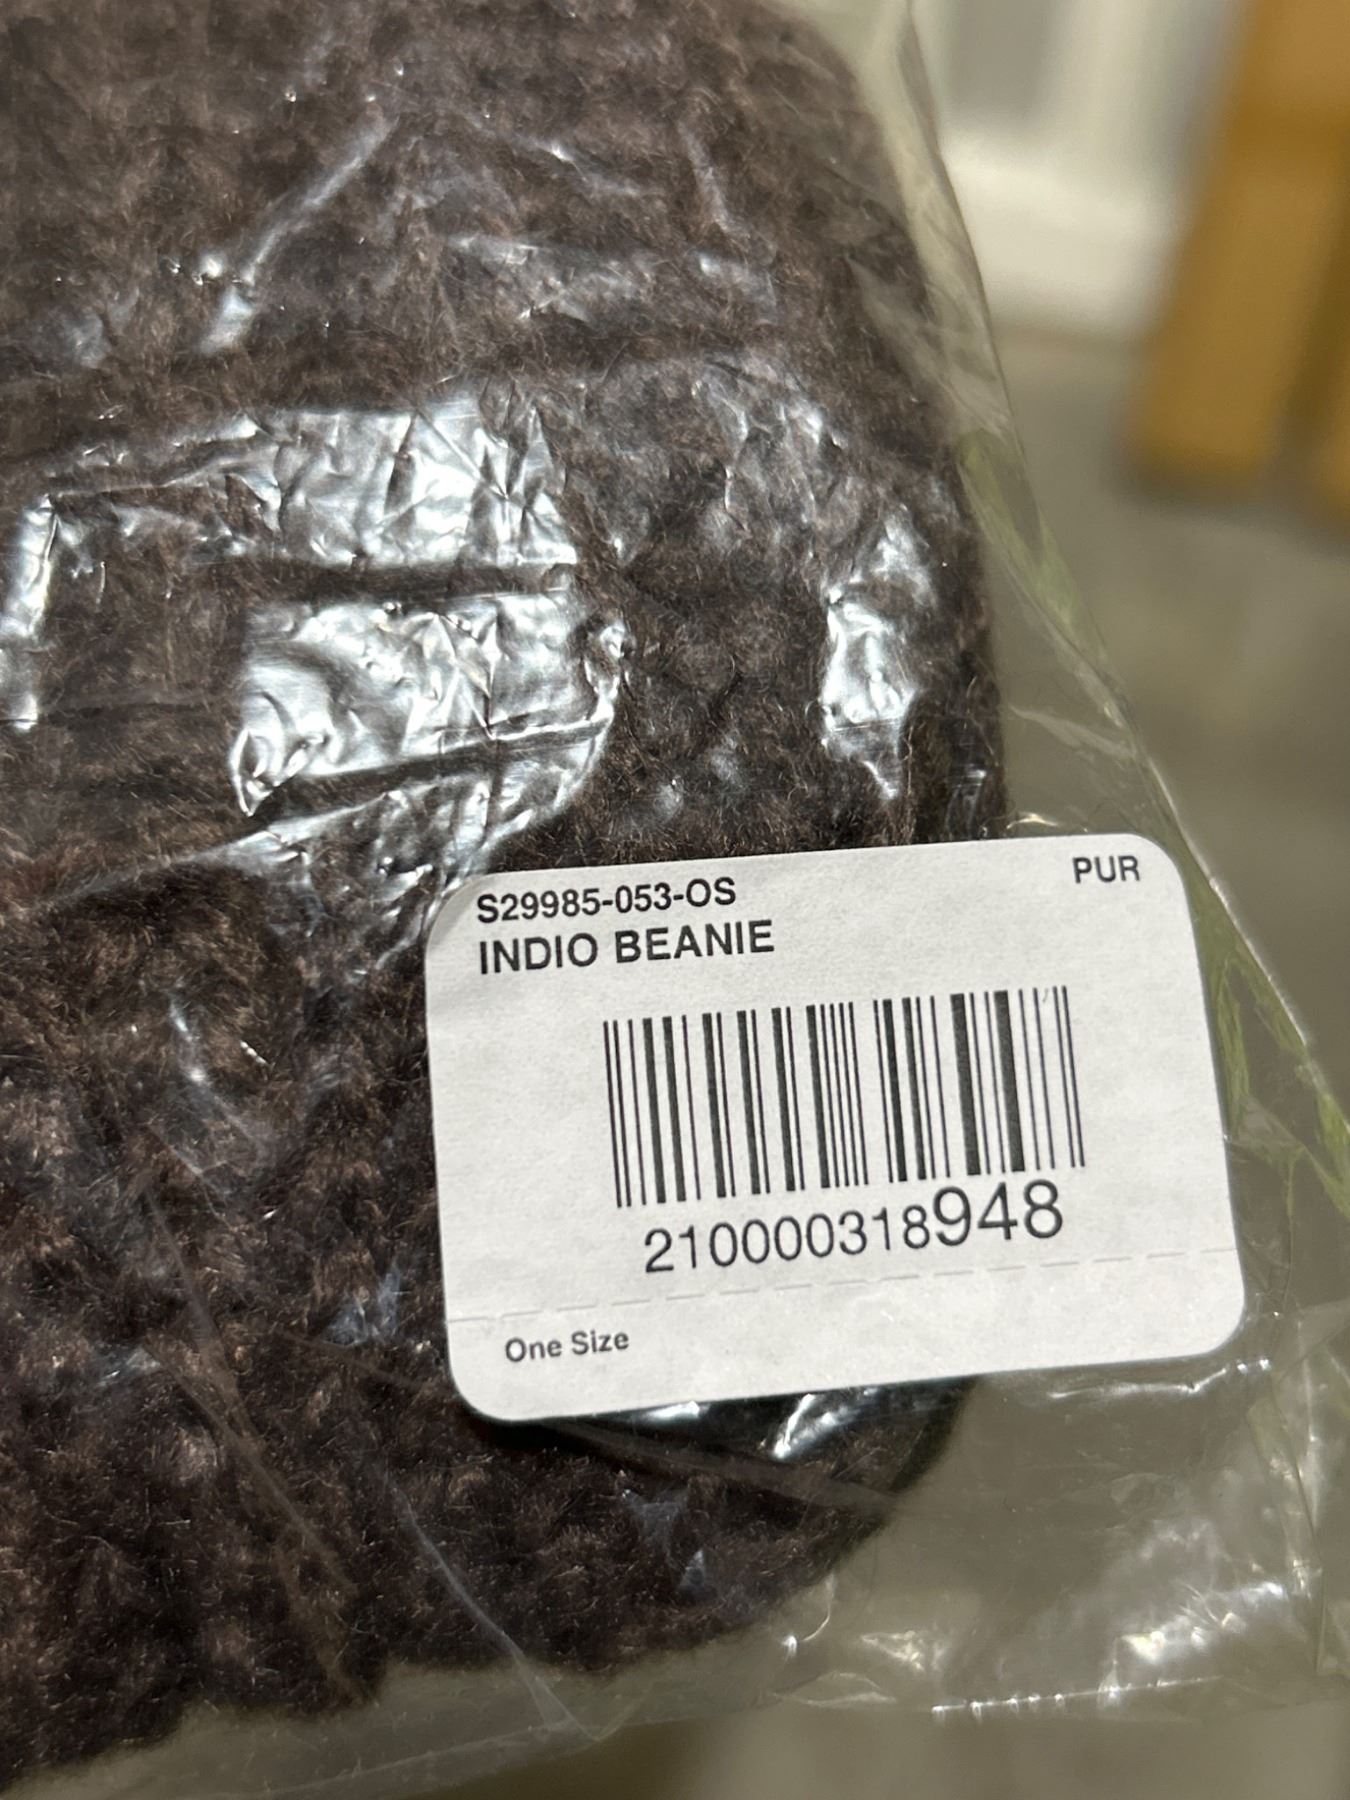 S29985-053-OS PUR
INDIO BEANIE
210000318948
One Size